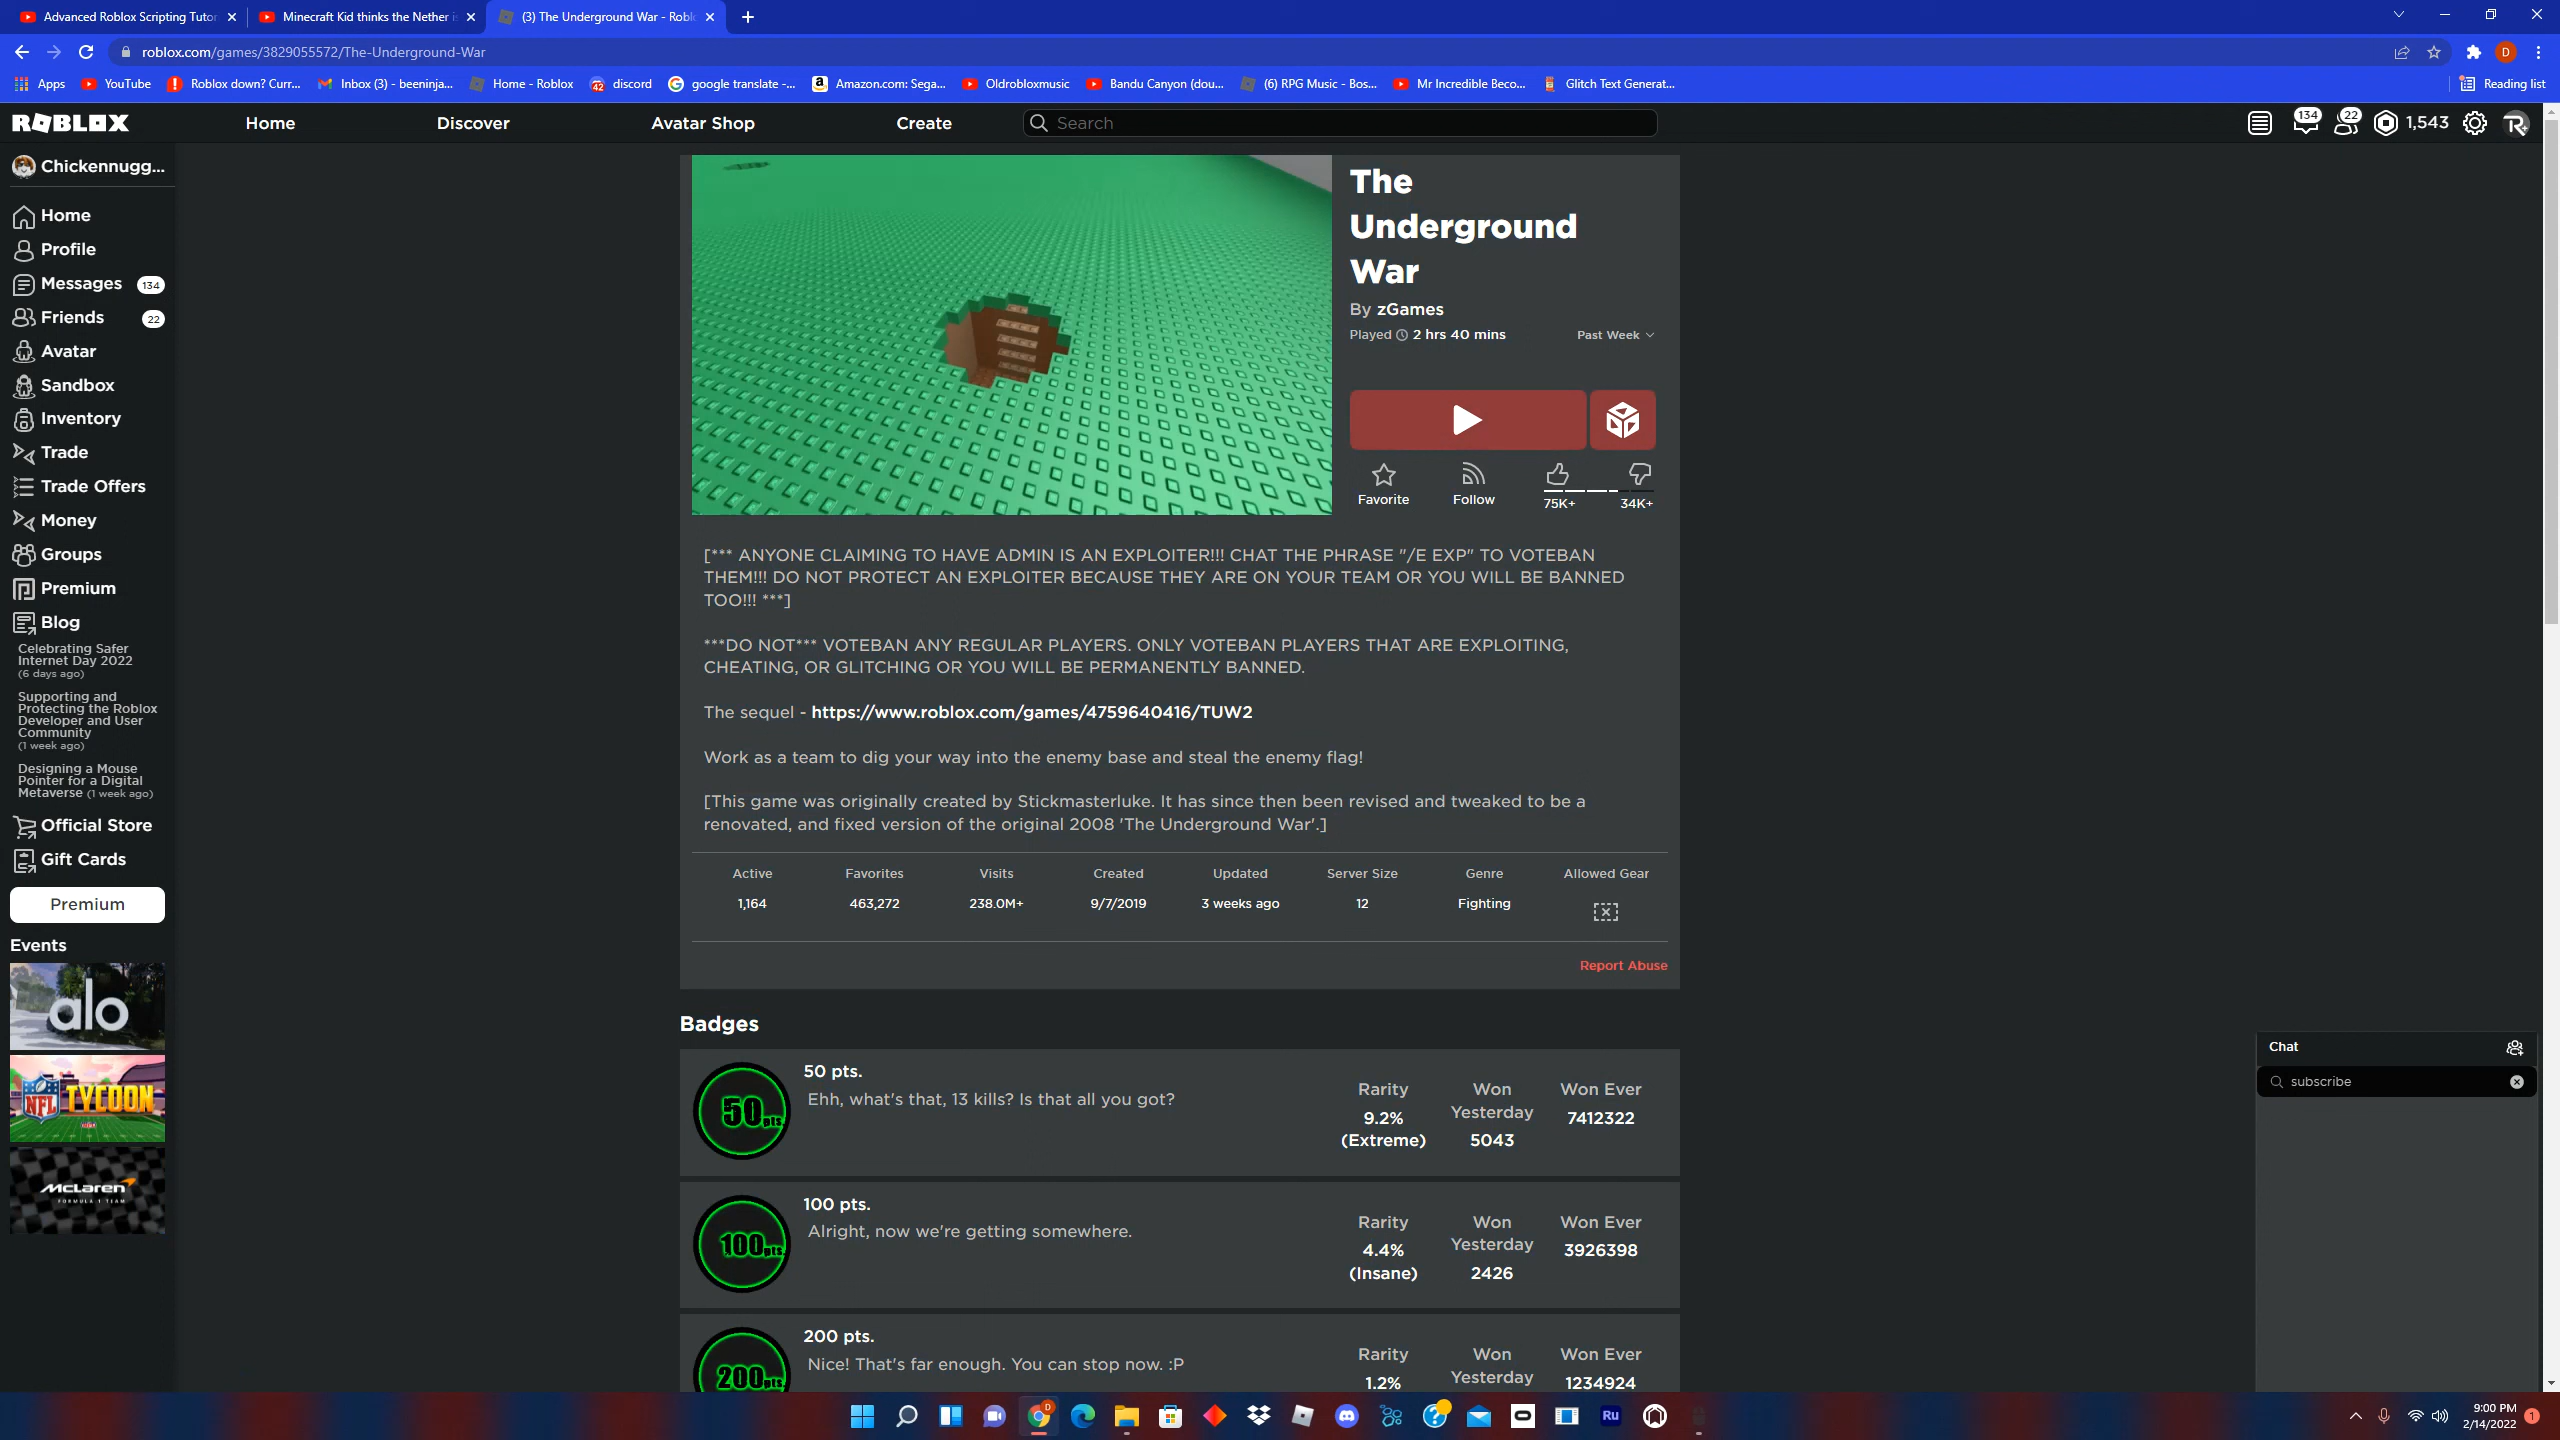 Advanced Roblox Scripting Tutor
Minecraft Kid thinks the Nether i
(3) The Underground War - Robl
roblox.com/games/3829055572/The-Underground-War
D
Apps
YouTube
Roblox down? Curr...
Inbox (3) - beeninja...
Home - Roblox
42
discord
google translate -...
Amazon.com: Sega...
Oldrobloxmusic
Bandu Canyon (dou...
(6) RPG Music - Bos...
Mr Incredible Beco...
Glitch Text Generat...
Reading list
ROBLOX
Home
Discover
Avatar Shop
Create
Search
134
22
1,543
Chickennugg...
Home
Profile
Messages 134
Friends 22
Avatar
Sandbox
Inventory
Trade
Trade Offers
Money
Groups
Premium
Blog
Celebrating Safer
Internet Day 2022
(6 days ago)
Supporting and
Protecting the Roblox
Developer and User
Community
(1 week ago)
Designing a Mouse
Pointer for a Digital
Metaverse (1 week ago)
Official Store
Gift Cards
Premium
Events
alo
NFL TYCOON
McLaren
FORMULA 1 TEAM
The
Underground
War
By zGames
Played 2 hrs 40 mins
Past Week
Favorite
Follow
75K+
34K+
[*** ANYONE CLAIMING TO HAVE ADMIN IS AN EXPLOITER!!! CHAT THE PHRASE "/E EXP" TO VOTEBAN
THEM!!! DO NOT PROTECT AN EXPLOITER BECAUSE THEY ARE ON YOUR TEAM OR YOU WILL BE BANNED
TOO!!! ***]
***DO NOT*** VOTEBAN ANY REGULAR PLAYERS. ONLY VOTEBAN PLAYERS THAT ARE EXPLOITING,
CHEATING, OR GLITCHING OR YOU WILL BE PERMANENTLY BANNED.
The sequel - https://www.roblox.com/games/4759640416/TUW2
Work as a team to dig your way into the enemy base and steal the enemy flag!
[This game was originally created by Stickmasterluke. It has since then been revised and tweaked to be a
renovated, and fixed version of the original 2008 'The Underground War'.]
Active Favorites Visits Created Updated Server Size Genre Allowed Gear
1,164 463,272 238.0M+ 9/7/2019 3 weeks ago 12 Fighting
Report Abuse
Badges
50pts
50 pts.
Ehh, what's that, 13 kills? Is that all you got?
Rarity
9.2%
(Extreme)
Won
Yesterday
5043
Won Ever
7412322
100pts
100 pts.
Alright, now we're getting somewhere.
Rarity
4.4%
(Insane)
Won
Yesterday
2426
Won Ever
3926398
200pts
200 pts.
Nice! That's far enough. You can stop now. :P
Rarity
1.2%
Won
Yesterday
Won Ever
1234924
Chat
subscribe
D
Ru
9:00 PM
2/14/2022
1